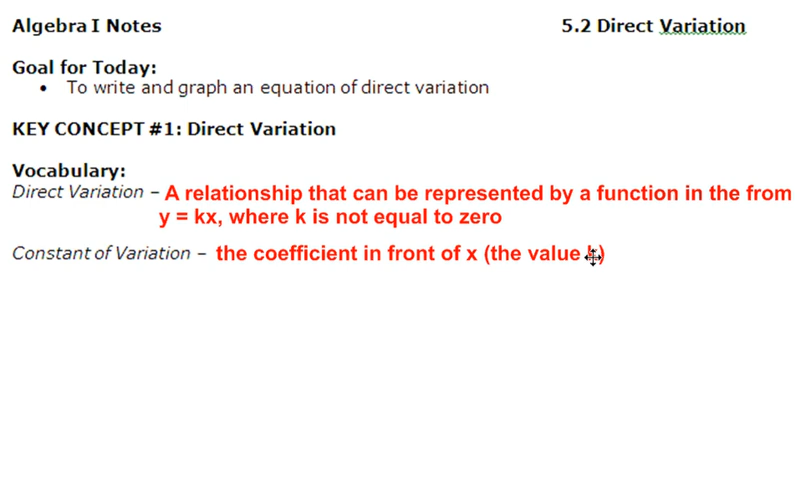 Algebra I Notes 5.2 Direct Variation
Goal for Today:
• To write and graph an equation of direct variation
KEY CONCEPT #1: Direct Variation
Vocabulary:
Direct Variation – A relationship that can be represented by a function in the from
y = kx, where k is not equal to zero
Constant of Variation – the coefficient in front of x (the value k)